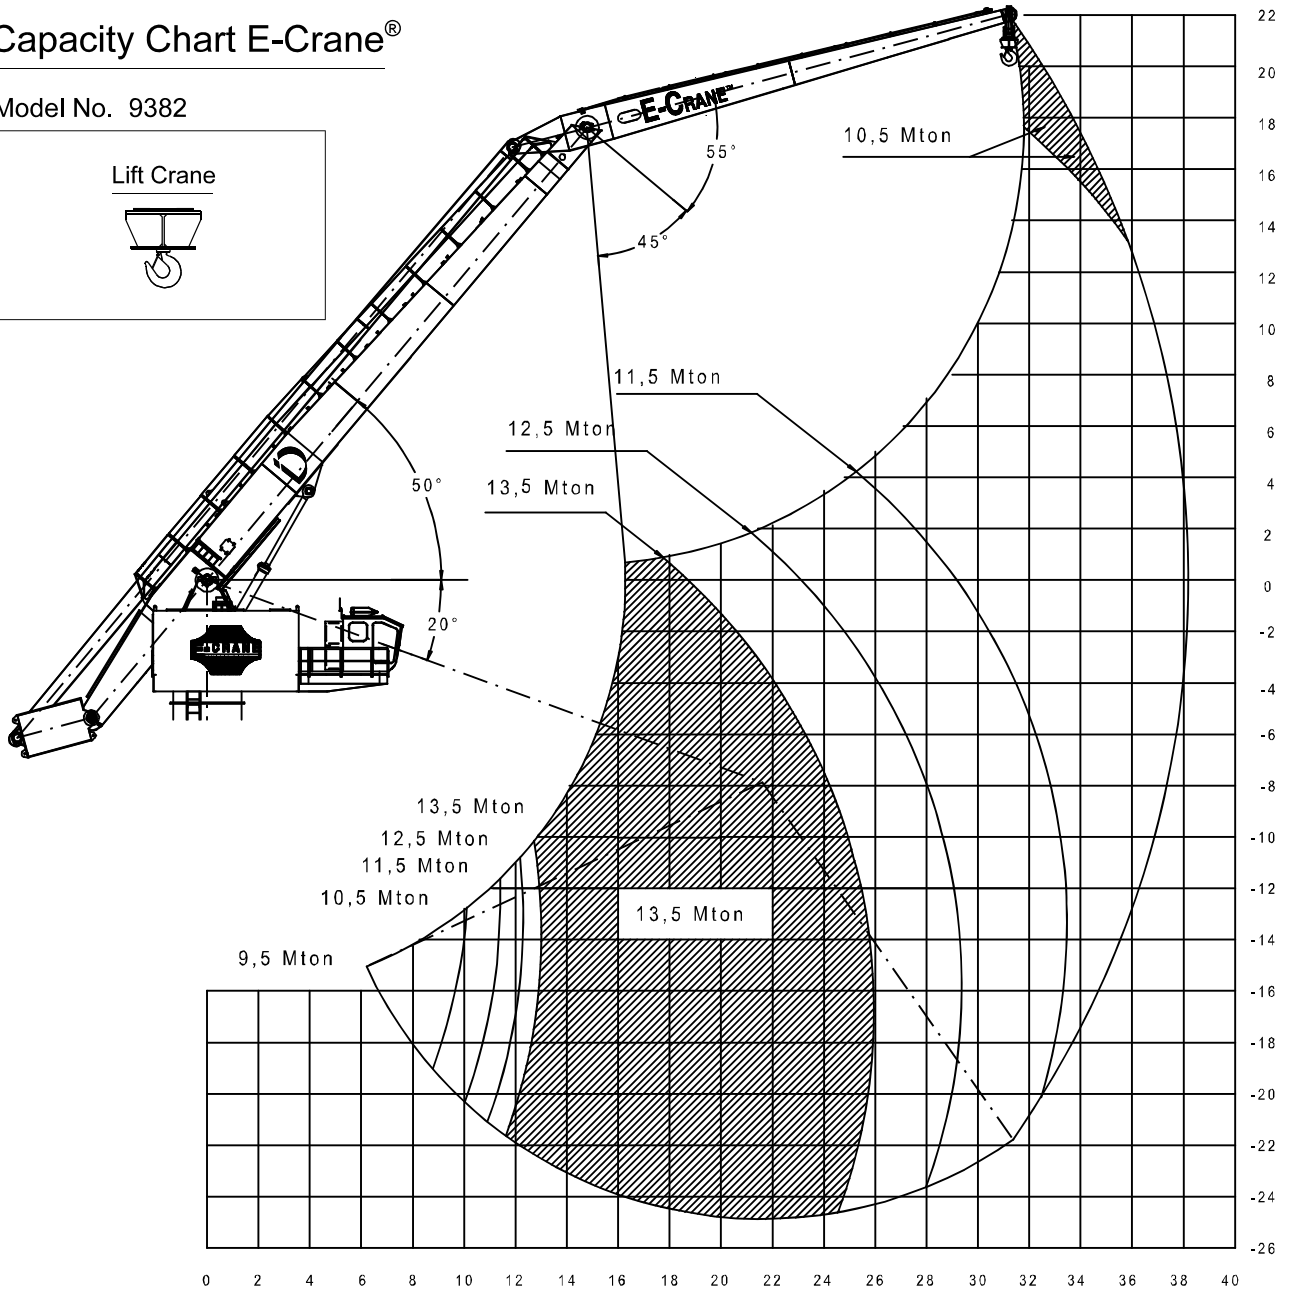 Capacity Chart E-Crane®
Model No. 9382
Lift Crane
E-CRANE™
55°
45°
10,5 Mton
11,5 Mton
12,5 Mton
13,5 Mton
50°
20°
E-CRANE
13,5 Mton
12,5 Mton
11,5 Mton
10,5 Mton
9,5 Mton
13,5 Mton
22
20
18
16
14
12
10
8
6
4
2
0
-2
-4
-6
-8
-10
-12
-14
-16
-18
-20
-22
-24
-26
0 2 4 6 8 10 12 14 16 18 20 22 24 26 28 30 32 34 36 38 40